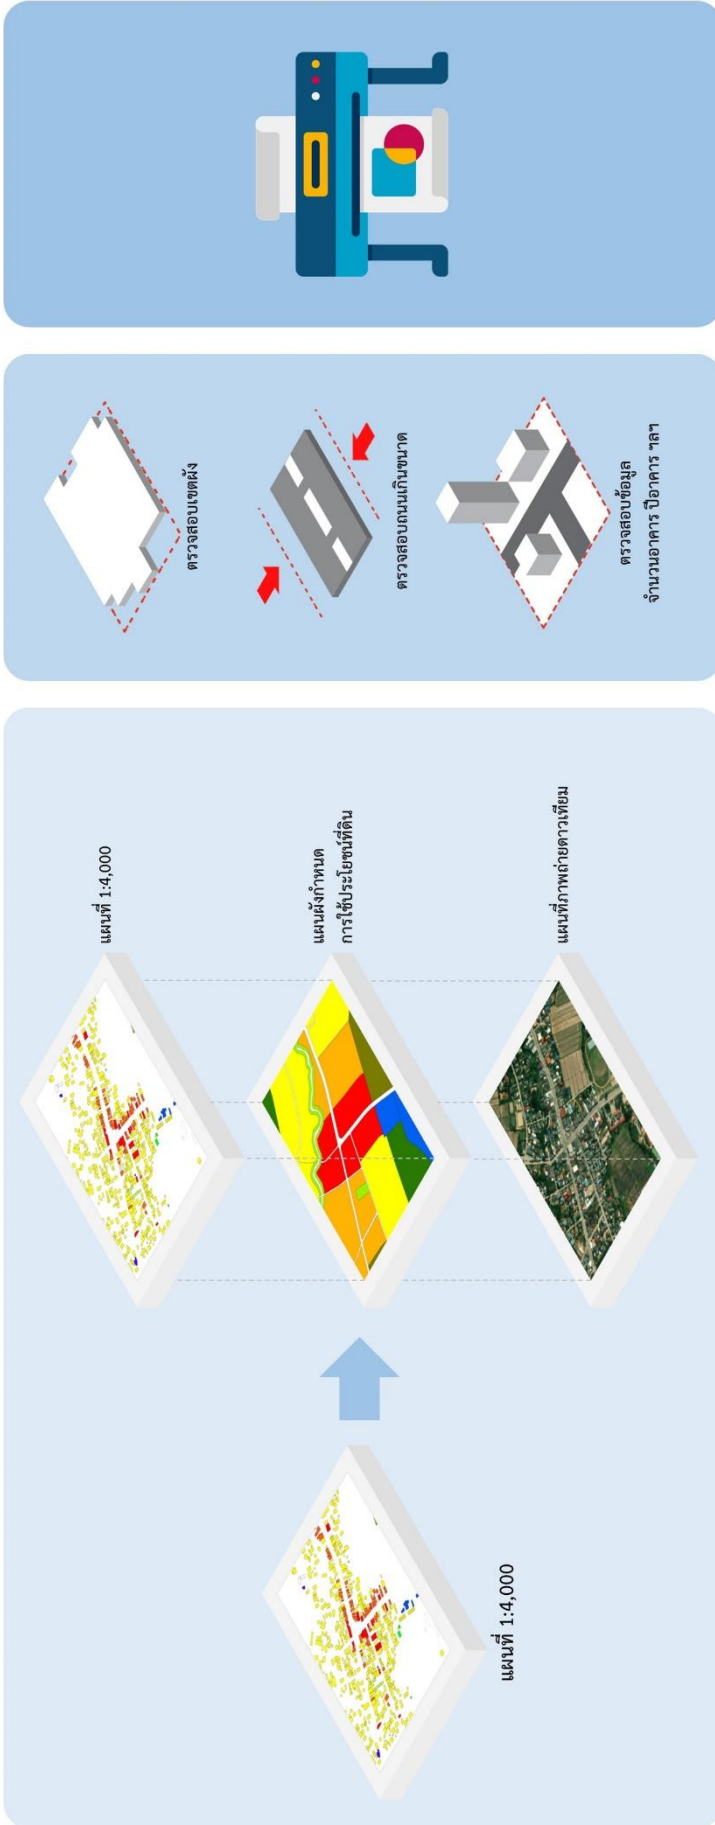 แผนที่ 1:4,000
แผนที่ 1:4,000
แผนผังกำหนด
การใช้ประโยชน์ที่ดิน
แผนที่ภาพถ่ายดาวเทียม
ตรวจสอบเขตผัง
ตรวจสอบถนนเกินขนาด
ตรวจสอบข้อมูล
จำนวนอาคาร ปีอาคาร ฯลฯ